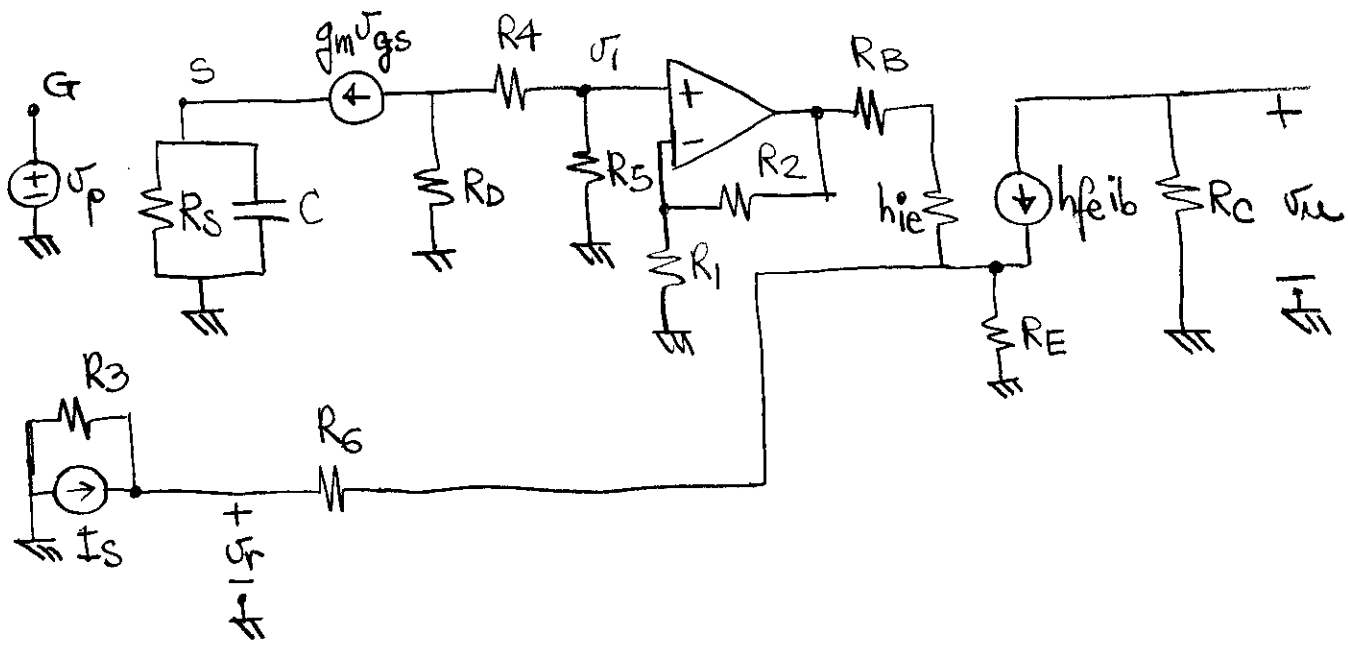 gmvgs
R4
v1
RB
S
G
+
vp
RS
C
RD
R5
+
-
R2
R1
hie
hfeib
RC
+
vu
-
RE
R3
IS
R6
+
vr
-